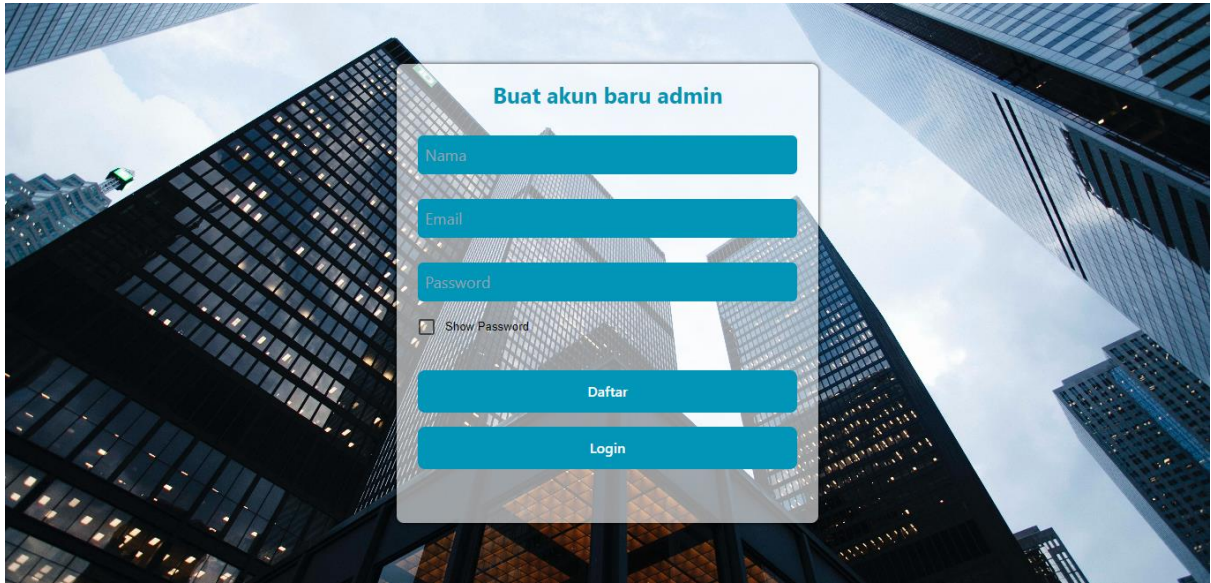 Buat akun baru admin
Nama
Email
Password
Show Password
Daftar
Login